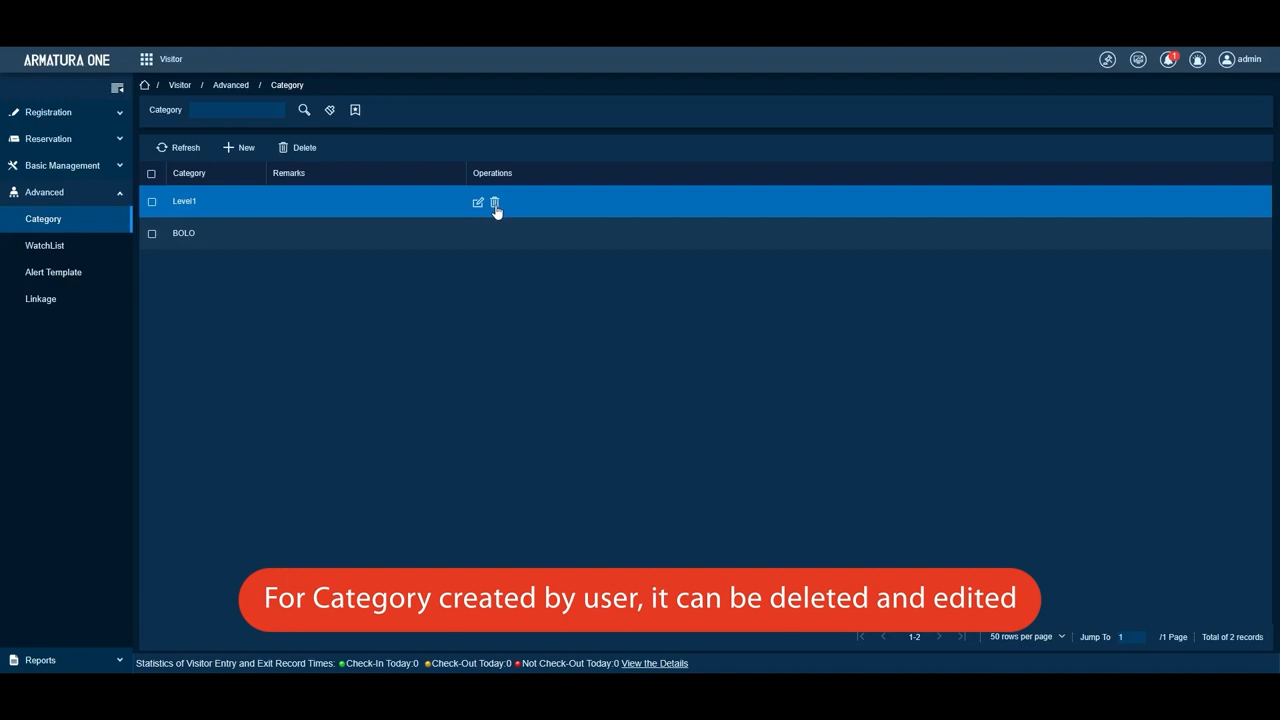 ARMATURA ONE
Visitor
1
admin
/ Visitor / Advanced / Category
Registration
Reservation
Basic Management
Advanced
Category
WatchList
Alert Template
Linkage
Reports
Category
Refresh New Delete
Category Remarks Operations
Level1
BOLO
For Category created by user, it can be deleted and edited
1-2 50 rows per page Jump To 1 /1 Page Total of 2 records
Statistics of Visitor Entry and Exit Record Times: Check-In Today:0 Check-Out Today:0 Not Check-Out Today:0 View the Details